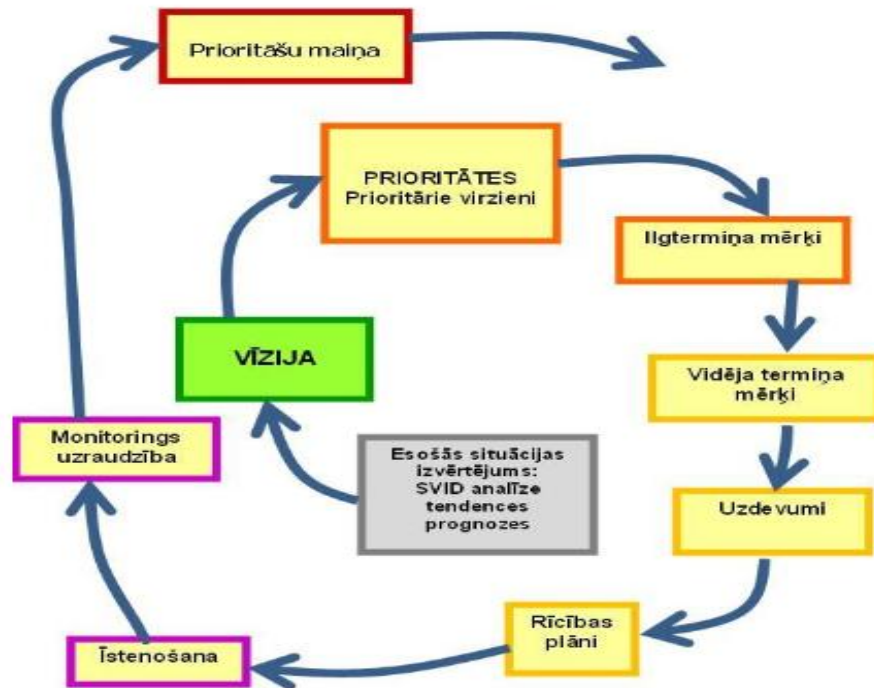 Prioritāšu maiņa
PRIORITĀTES
Prioritārie virzieni
Ilgtermiņa mērķi
VĪZIJA
Vidēja termiņa
mērķi
Monitorings
uzraudzība
Esošās situācijas
izvērtējums:
SVID analīze
tendences
prognozes
Uzdevumi
Rīcības
plāni
Īstenošana